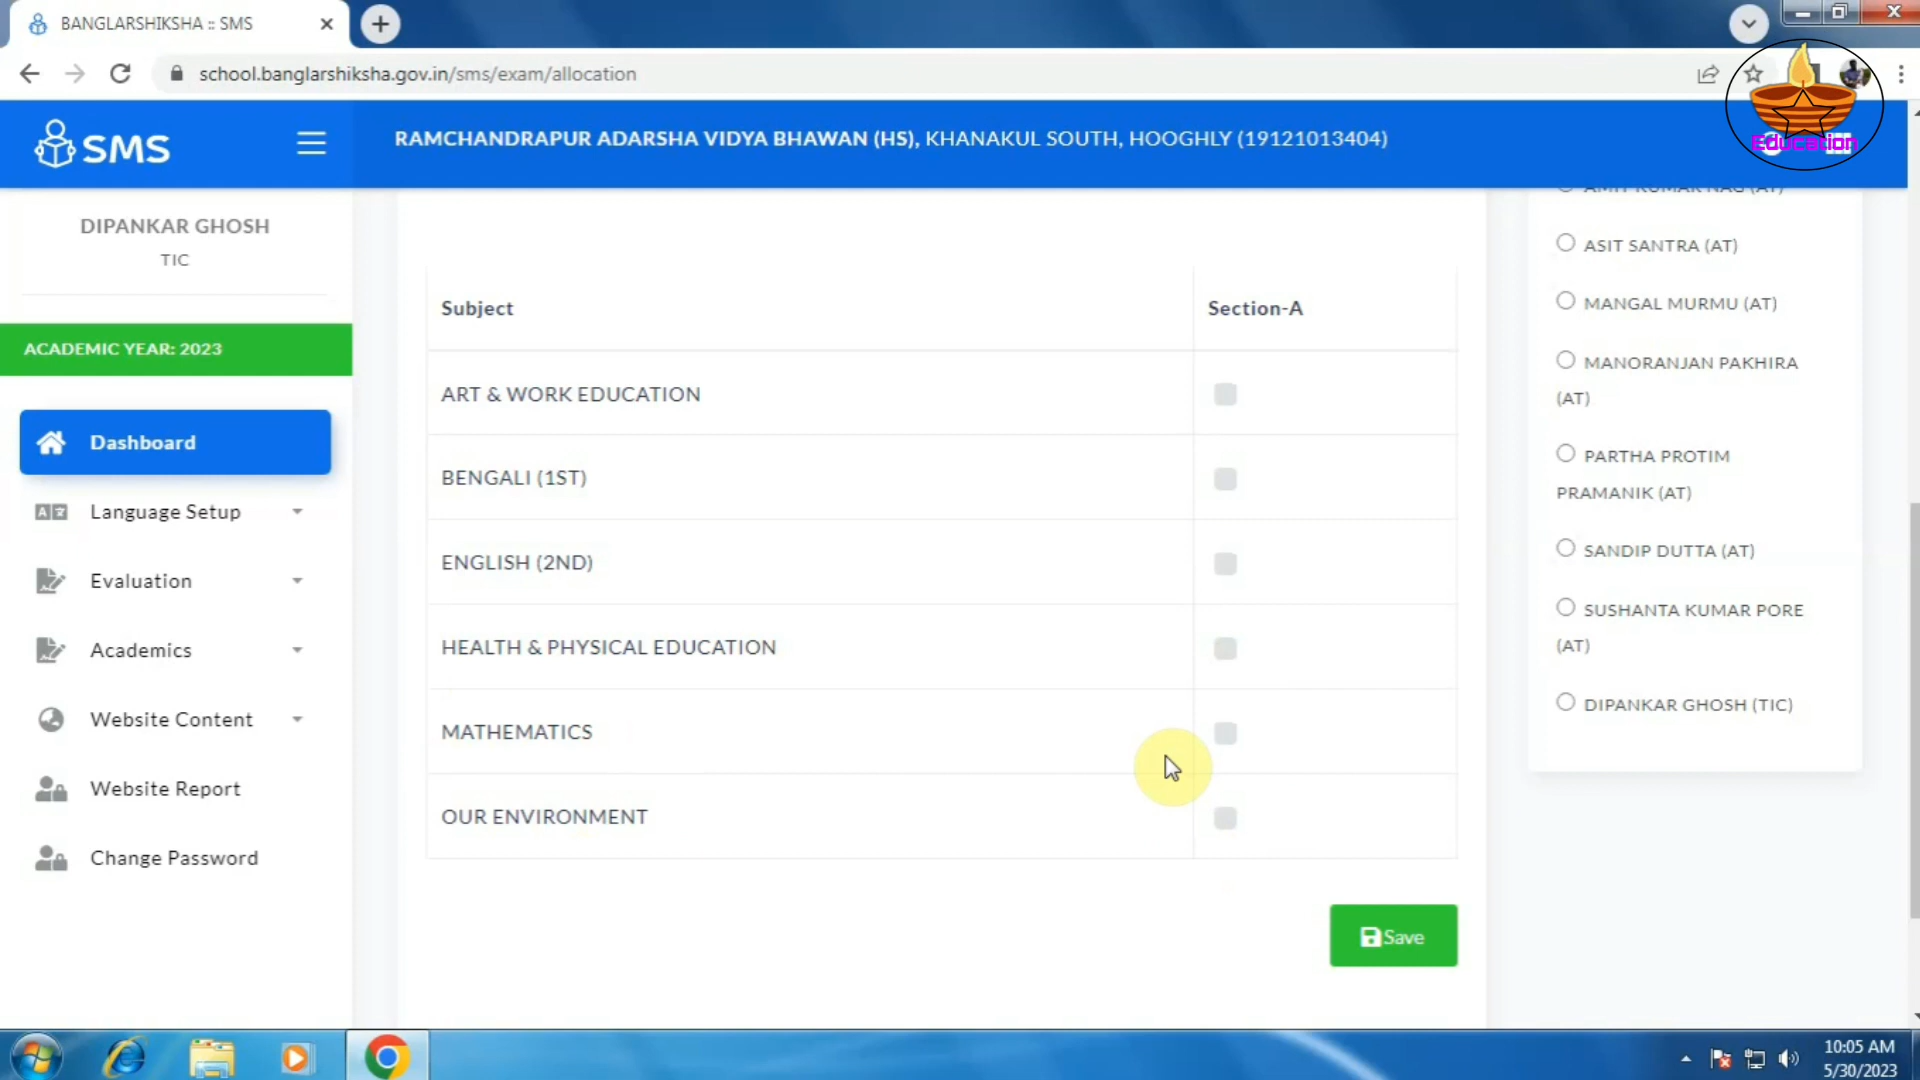 BANGLARSHIKSHA :: SMS
school.banglarshiksha.gov.in/sms/exam/allocation
Education
SMS
RAMCHANDRAPUR ADARSHA VIDYA BHAWAN (HS), KHANAKUL SOUTH, HOOGHLY (19121013404)
DIPANKAR GHOSH
TIC
ACADEMIC YEAR: 2023
Dashboard
Language Setup
Evaluation
Academics
Website Content
Website Report
Change Password
Subject
Section-A
ART & WORK EDUCATION
BENGALI (1ST)
ENGLISH (2ND)
HEALTH & PHYSICAL EDUCATION
MATHEMATICS
OUR ENVIRONMENT
Save
AMIT KUMAR NAG (AT)
ASIT SANTRA (AT)
MANGAL MURMU (AT)
MANORANJAN PAKHIRA
(AT)
PARTHA PROTIM
PRAMANIK (AT)
SANDIP DUTTA (AT)
SUSHANTA KUMAR PORE
(AT)
DIPANKAR GHOSH (TIC)
10:05 AM
5/30/2023